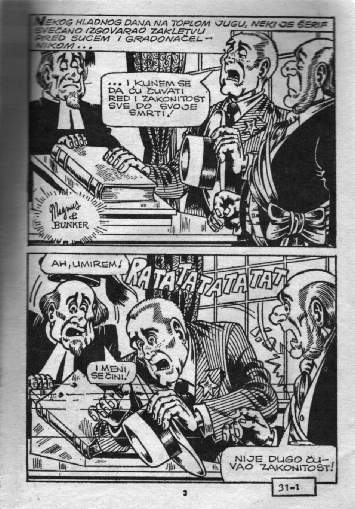 NEKOG HLADNOG DANA NA TOPLOM JUGU, NEKI JE ŠERIF
SVEČANO IZGOVARAO ZAKLETVU
PRED SUCEM I GRADONAČEL-
NIKOM...
... I KUNEM SE
DA ĆU ČUVATI
RED I ZAKONITOST
SVE DO SVOJE
SMRTI!
Magnus
&
BUNKER
AH, UMIREM!
RATATATATATAT
I MENI
SE ČINI!
NIJE DUGO ČU-
VAO ZAKONITOST!
3
31-1